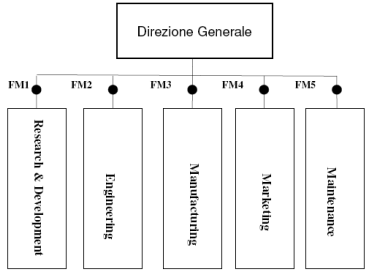 Direzione Generale
FM1
FM2
FM3
FM4
FM5
Research & Development
Engineering
Manufacturing
Marketing
Maintenance